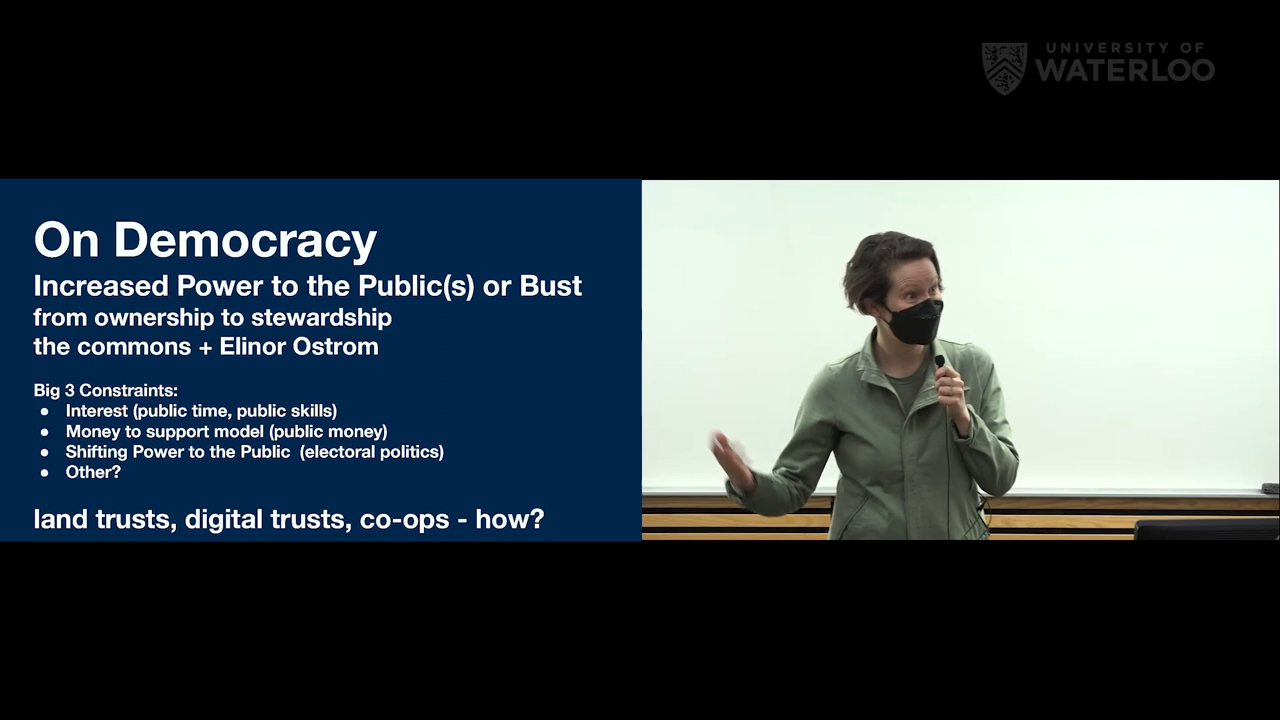 UNIVERSITY OF
WATERLOO
On Democracy
Increased Power to the Public(s) or Bust
from ownership to stewardship
the commons + Elinor Ostrom
Big 3 Constraints:
● Interest (public time, public skills)
● Money to support model (public money)
● Shifting Power to the Public (electoral politics)
● Other?
land trusts, digital trusts, co-ops - how?